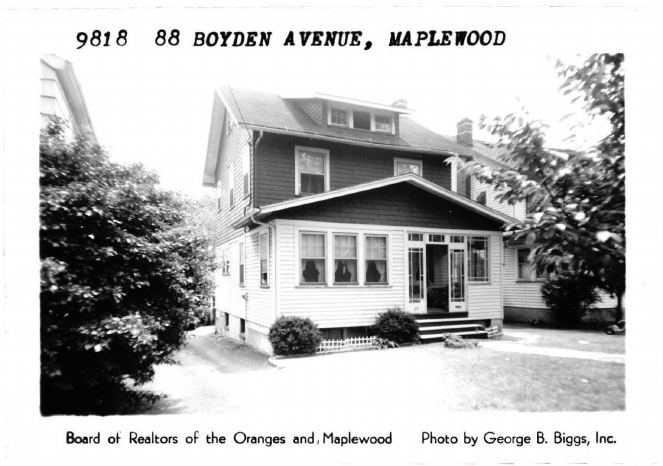 9818 88 BOYDEN AVENUE, MAPLEWOOD
Board of Realtors of the Oranges and, Maplewood Photo by George B. Biggs, Inc.